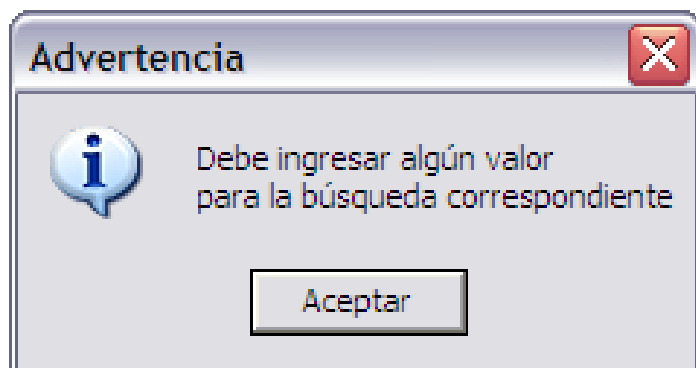 Advertencia
Debe ingresar algún valor
para la búsqueda correspondiente
Aceptar